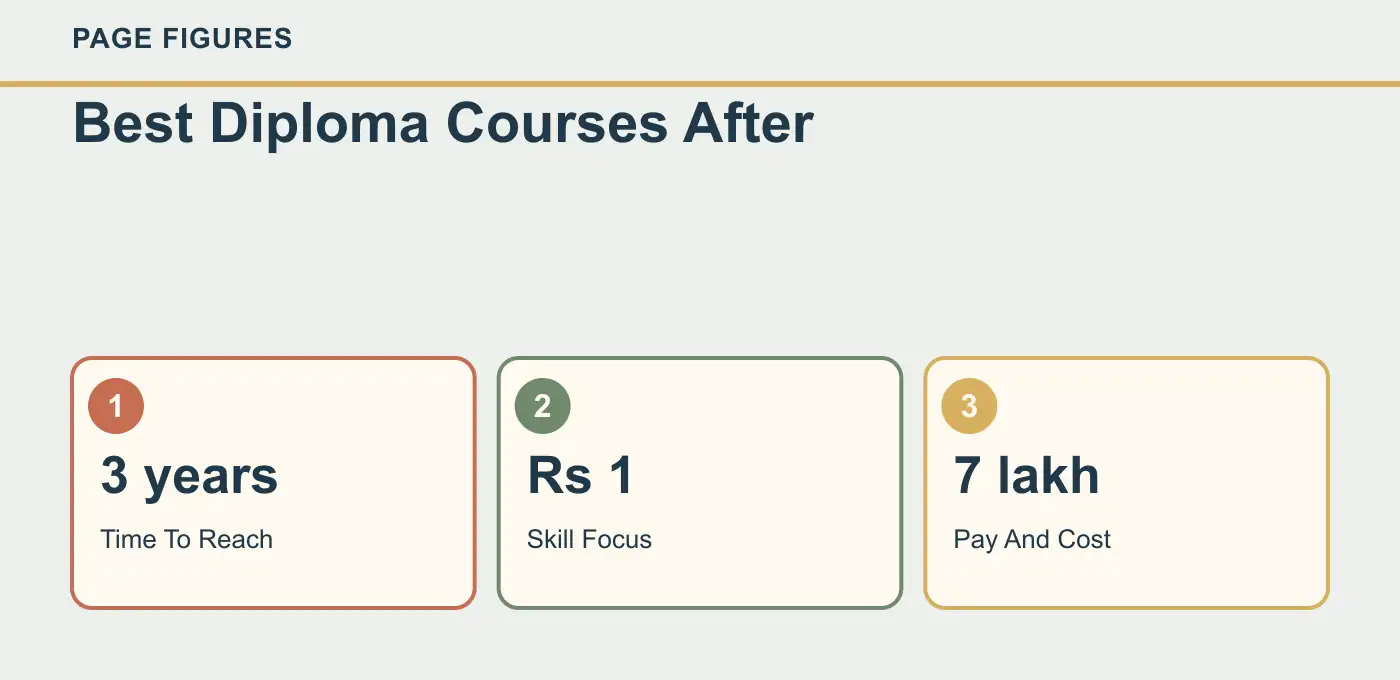 PAGE FIGURES
Best Diploma Courses After
1
3 years
Time To Reach
2
Rs 1
Skill Focus
3
7 lakh
Pay And Cost